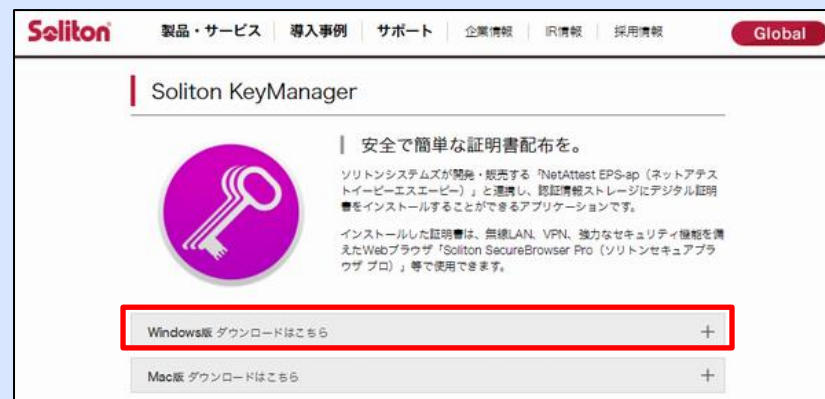 Soliton 製品・サービス 導入事例 サポート 企業情報 IR情報 採用情報 Global
Soliton KeyManager
安全で簡単な証明書配布を。
ソリトンシステムズが開発・販売する「NetAttest EPS-ap（ネットアテス
トイーピーエスエーピー）」と連携し、認証情報ストレージにデジタル証明
書をインストールすることができるアプリケーションです。
インストールした証明書は、無線LAN、VPN、強力なセキュリティ機能を備
えたWebブラウザ「Soliton SecureBrowser Pro（ソリトンセキュアブラ
ウザ プロ）」等で使用できます。
Windows版 ダウンロードはこちら +
Mac版 ダウンロードはこちら +